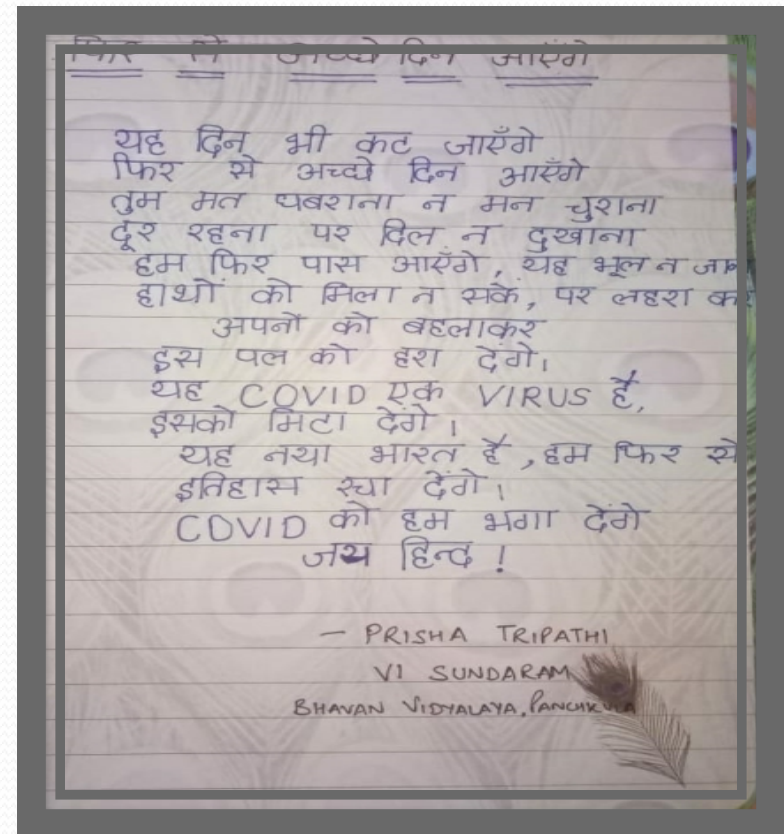 फिर से अच्छे दिन आएंगे
यह दिन भी कट जाएँगे
फिर से अच्छे दिन आएँगे
तुम मत घबराना न मन चुराना
दूर रहना पर दिल न दुखाना
हम फिर पास आएँगे, यह भूल न
हाथों को मिला न सकें, पर लहरा कर
अपनो को बहलाकर
इस पल को हरा देंगे।
यह COVID एक VIRUS है,
इसको मिटा देंगे।
यह नया भारत है, हम फिर से
इतिहास रचा देंगे।
COVID को हम भगा देंगे
जय हिन्द !
— PRISHA TRIPATHI
VI SUNDARAM
BHAVAN VIDYALAYA, PANCHKULA